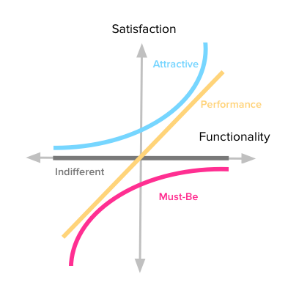 Satisfaction
Attractive
Performance
Functionality
Indifferent
Must-Be